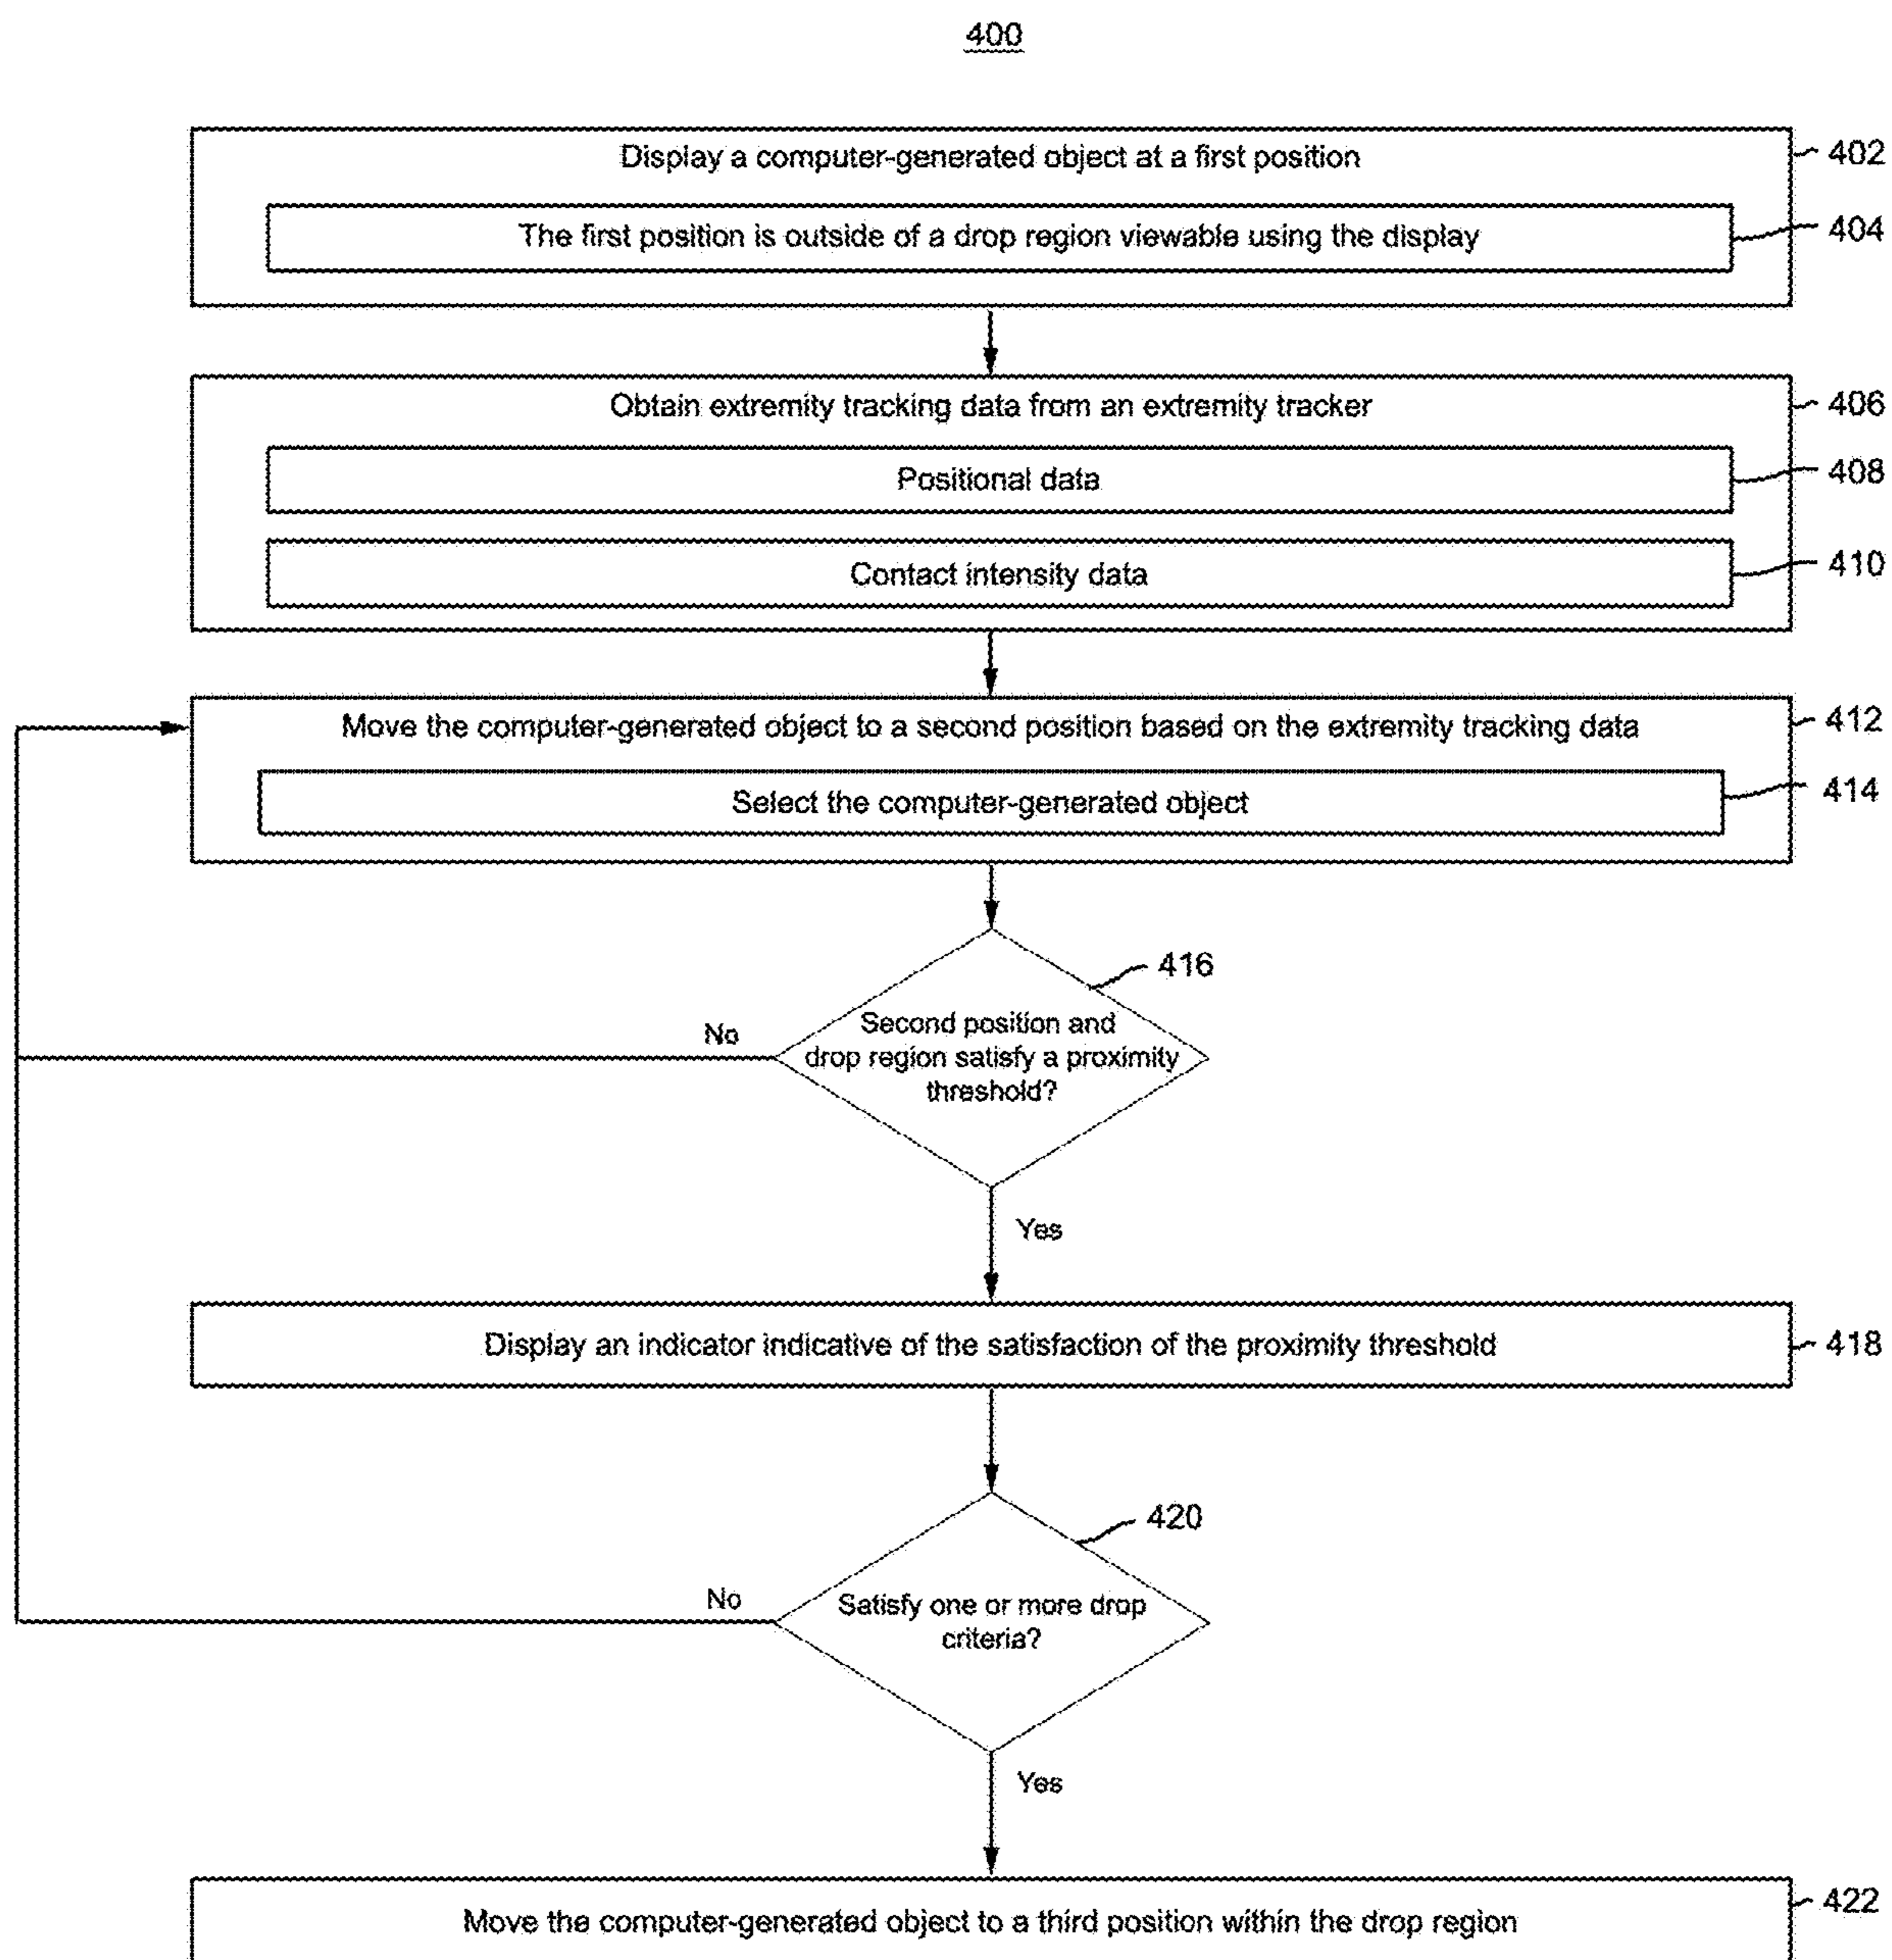 400
Display a computer-generated object at a first position
402
The first position is outside of a drop region viewable using the display
404
Obtain extremity tracking data from an extremity tracker
406
Positional data
408
Contact intensity data
410
Move the computer-generated object to a second position based on the extremity tracking data
412
Select the computer-generated object
414
416
Second position and
drop region satisfy a proximity
threshold?
No
Yes
Display an indicator indicative of the satisfaction of the proximity threshold
418
420
Satisfy one or more drop
criteria?
No
Yes
Move the computer-generated object to a third position within the drop region
422